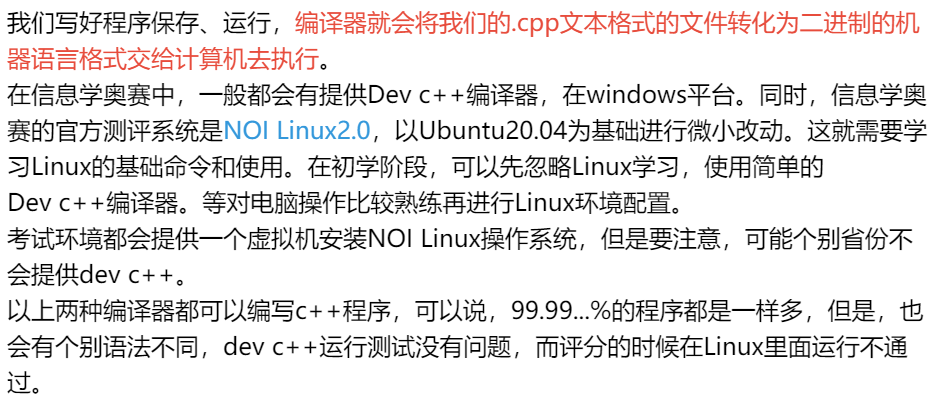 我们写好程序保存、运行，编译器就会将我们的.cpp文本格式的文件转化为二进制的机
器语言格式交给计算机去执行。
在信息学奥赛中，一般都会有提供Dev c++编译器，在windows平台。同时，信息学奥
赛的官方测评系统是NOI Linux2.0，以Ubuntu20.04为基础进行微小改动。这就需要学
习Linux的基础命令和使用。在初学阶段，可以先忽略Linux学习，使用简单的
Dev c++编译器。等对电脑操作比较熟练再进行Linux环境配置。
考试环境都会提供一个虚拟机安装NOI Linux操作系统，但是要注意，可能个别省份不
会提供dev c++。
以上两种编译器都可以编写c++程序，可以说，99.99...%的程序都是一样多，但是，也
会有个别语法不同，dev c++运行测试没有问题，而评分的时候在Linux里面运行不通
过。